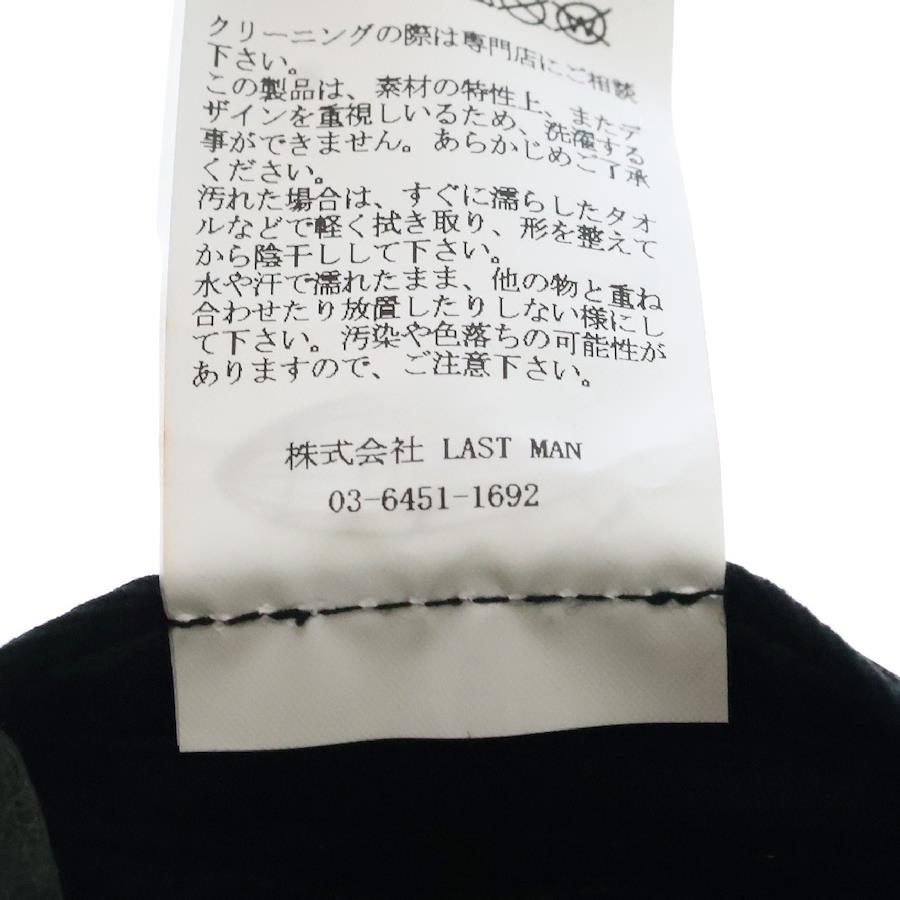 クリーニングの際は専門店にご相談
下さい。
この製品は、素材の特性上、またデ
ザインを重視しいるため、洗濯する
事ができません。あらかじめご了承
ください。
汚れた場合は、すぐに濡らしたタオ
ルなどで軽く拭き取り、形を整えて
から陰干しして下さい。
水や汗で濡れたまま、他の物と重ね
合わせたり放置したりしない様にし
て下さい。汚染や色落ちの可能性が
ありますので、ご注意下さい。
株式会社 LAST MAN
03-6451-1692